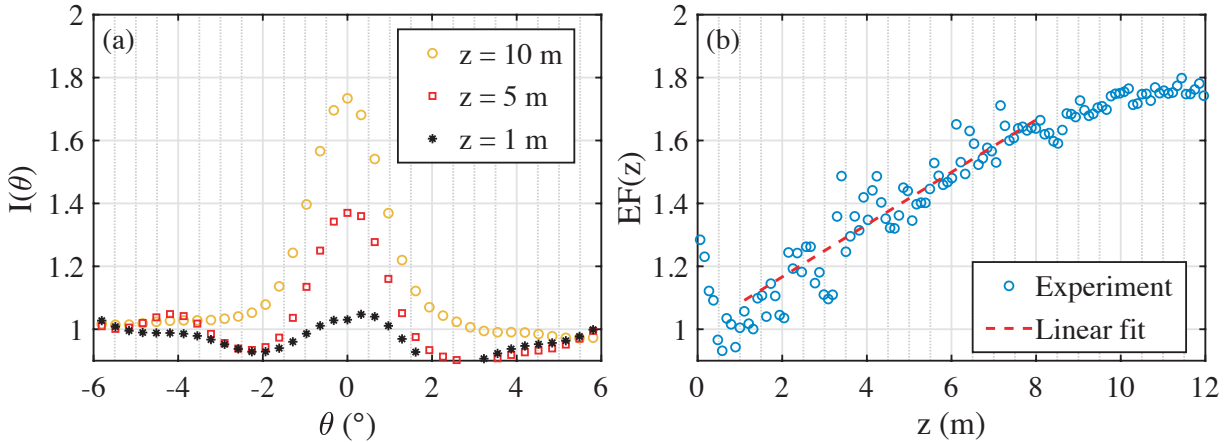 (a)
z = 10 m
z = 5 m
z = 1 m
2
1.8
1.6
1.4
1.2
1
I(θ)
-6 -4 -2 0 2 4 6
θ (°)
(b)
2
1.8
1.6
1.4
1.2
1
EF(z)
Experiment
Linear fit
0 2 4 6 8 10 12
z (m)